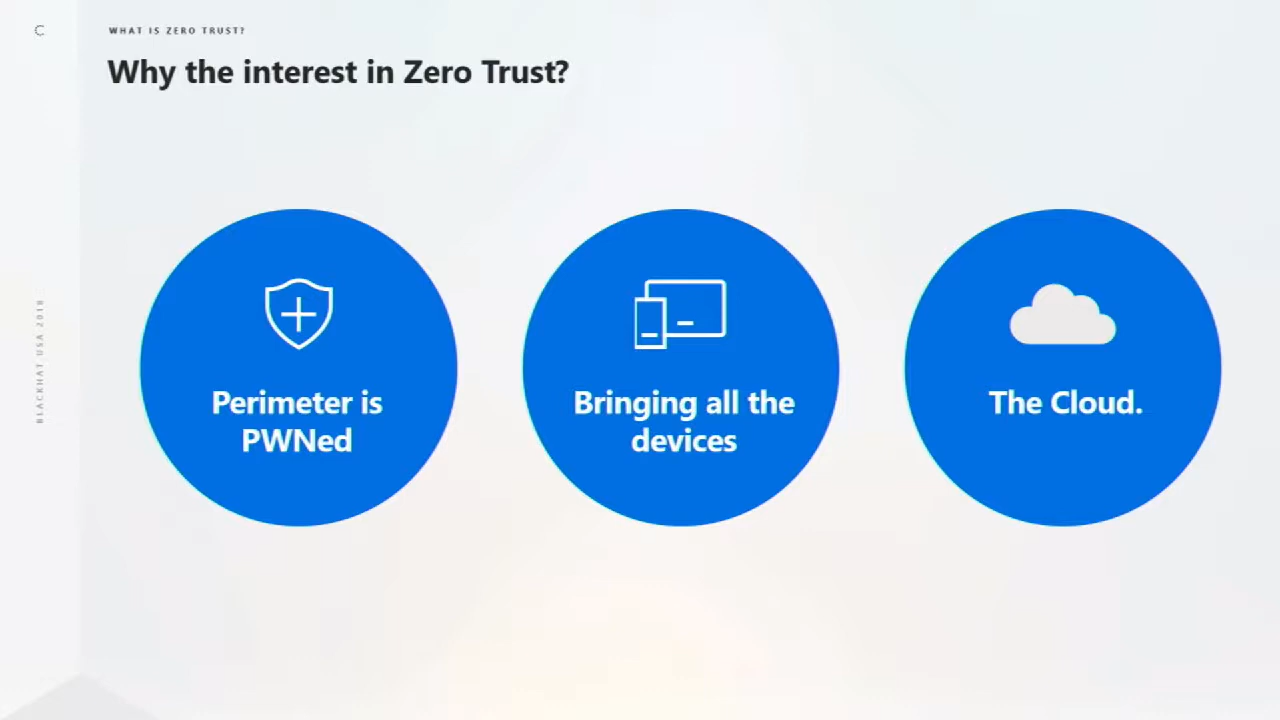 C
WHAT IS ZERO TRUST?
Why the interest in Zero Trust?
Perimeter is
PWNed
Bringing all the
devices
The Cloud.
BLACKHAT USA 2018